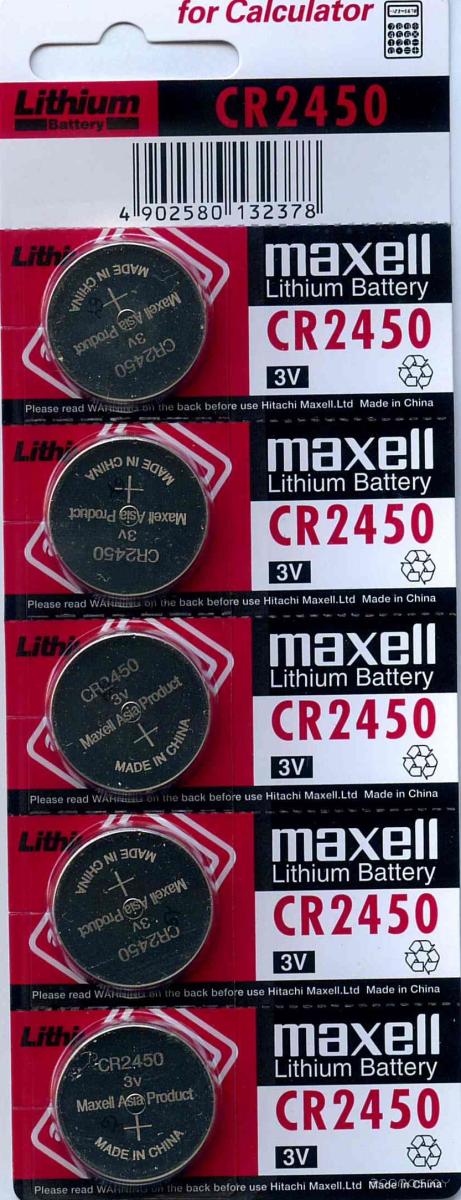 for Calculator
Lithium
Battery
CR2450
4 902580 132378
Lithi
MADE IN CHINA
Maxell Asia Product
3V
CR2450
maxell
Lithium Battery
CR2450
3V
Please read WARNING on the back before use Hitachi Maxell.Ltd Made in China
Lithi
MADE IN CHINA
Maxell Asia Product
3V
CR2450
maxell
Lithium Battery
CR2450
3V
Please read WARNING on the back before use Hitachi Maxell.Ltd Made in China
Lithi
CR2450
3V
Maxell Asia Product
MADE IN CHINA
maxell
Lithium Battery
CR2450
3V
Please read WARNING on the back before use Hitachi Maxell.Ltd Made in China
Lithi
MADE IN CHINA
Maxell Asia Product
3V
CR2450
maxell
Lithium Battery
CR2450
3V
Please read WARNING on the back before use Hitachi Maxell.Ltd Made in China
Lithi
CR2450
3V
Maxell Asia Product
MADE IN CHINA
maxell
Lithium Battery
CR2450
3V
Please read WARNING on the back before use Hitachi Maxell.Ltd Made in China